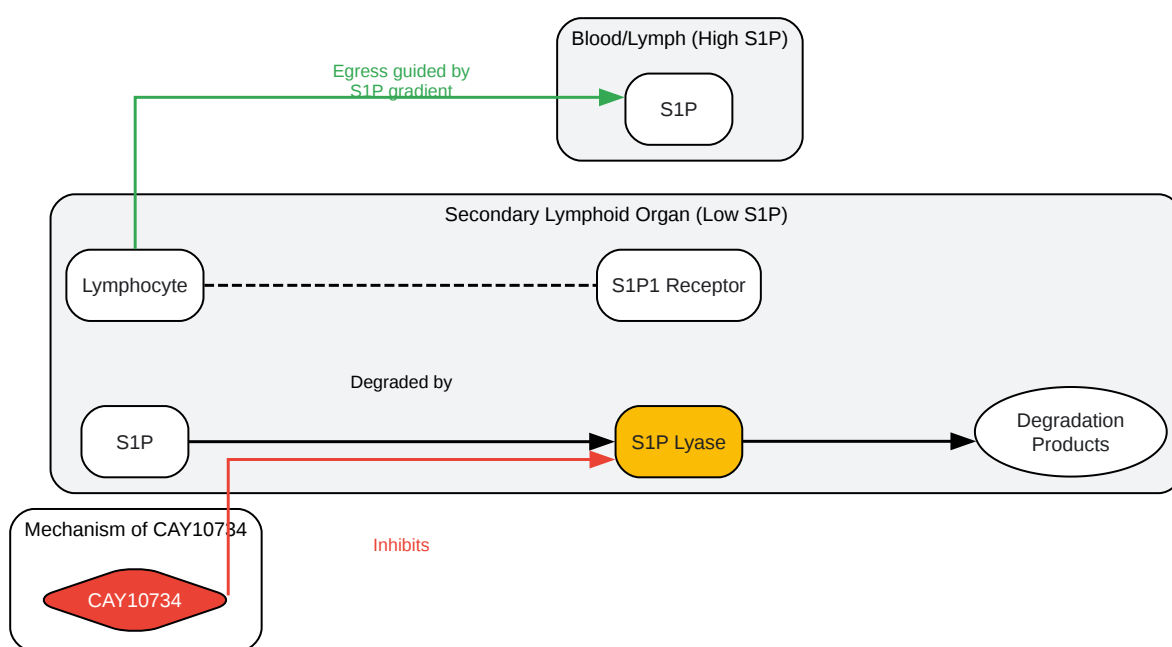 Blood/Lymph (High S1P)
Egress guided by
S1P gradient
S1P
Secondary Lymphoid Organ (Low S1P)
Lymphocyte
S1P1 Receptor
Degraded by
S1P
S1P Lyase
Degradation
Products
Mechanism of CAY10734
Inhibits
CAY10734